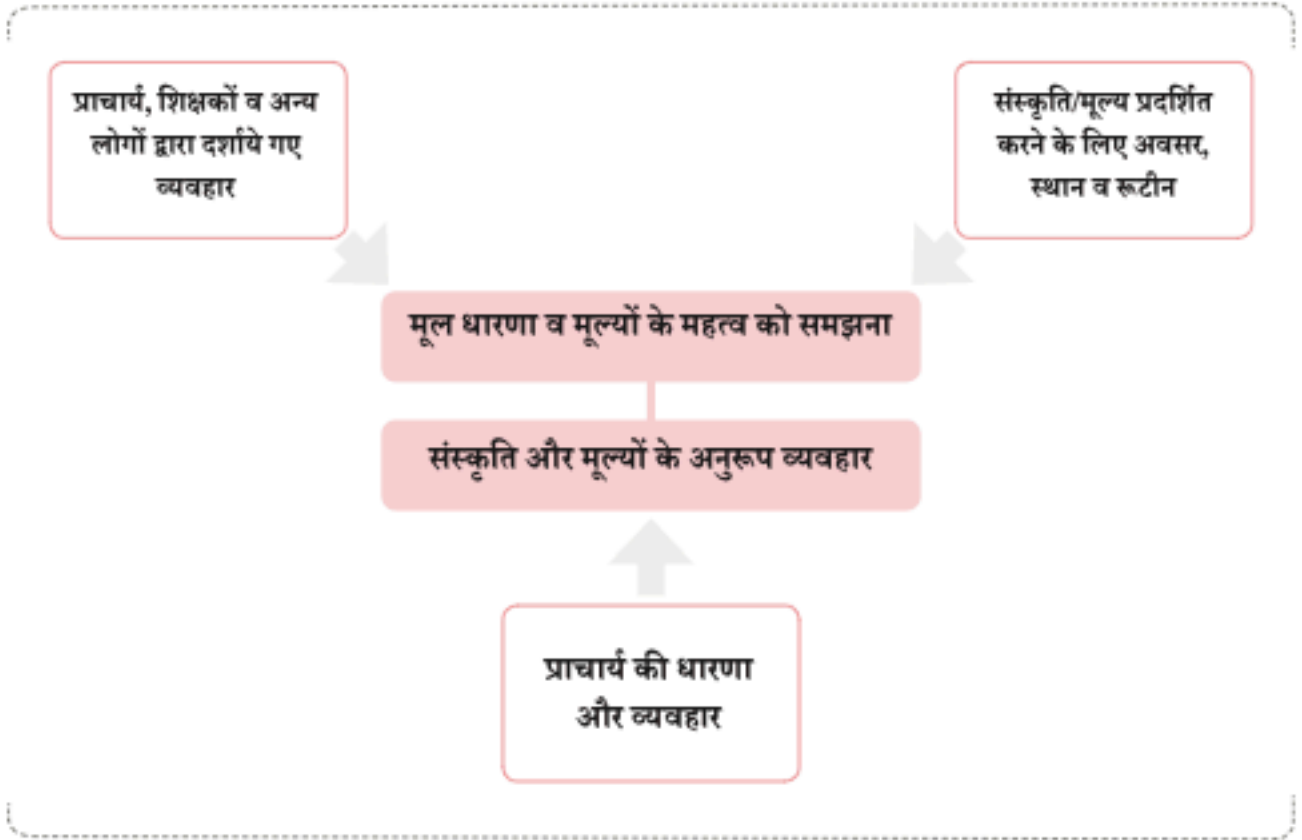 प्राचार्य, शिक्षकों व अन्य
लोगों द्वारा दर्शाये गए
व्यवहार
संस्कृति/मूल्य प्रदर्शित
करने के लिए अवसर,
स्थान व रूटीन
मूल धारणा व मूल्यों के महत्व को समझना
संस्कृति और मूल्यों के अनुरूप व्यवहार
प्राचार्य की धारणा
और व्यवहार